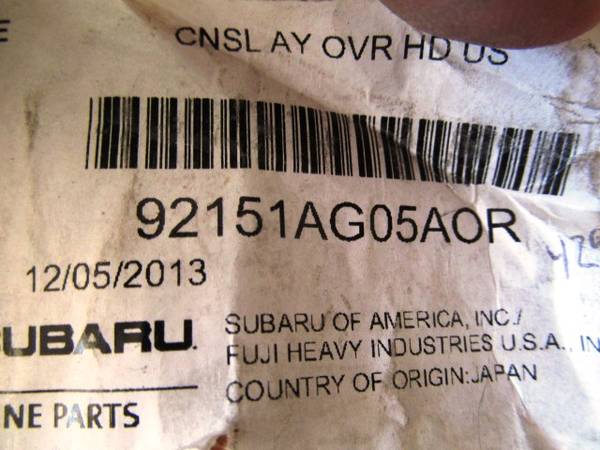 E
CNSL AY OVR HD US
92151AG05AOR
12/05/2013
UBARU.
SUBARU OF AMERICA, INC./
FUJI HEAVY INDUSTRIES U.S.A., IN
COUNTRY OF ORIGIN:JAPAN
NE PARTS